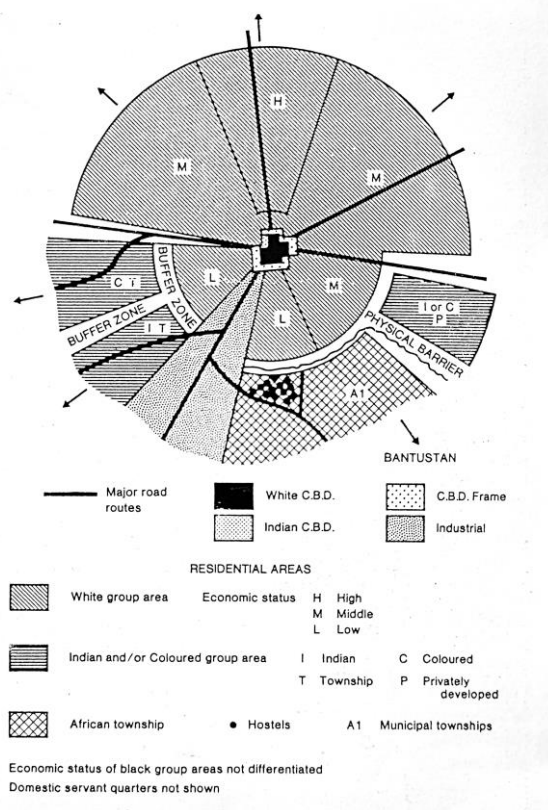 H
M
M
L
M
L
C T
BUFFER ZONE
BUFFER ZONE
I T
I or C
P
PHYSICAL BARRIER
A1
BANTUSTAN
Major road
routes
White C.B.D.
C.B.D. Frame
Indian C.B.D.
Industrial
RESIDENTIAL AREAS
White group area
Economic status H High
M Middle
L Low
Indian and/or Coloured group area
I Indian C Coloured
T Township P Privately
developed
African township
Hostels
A1 Municipal townships
Economic status of black group areas not differentiated
Domestic servant quarters not shown